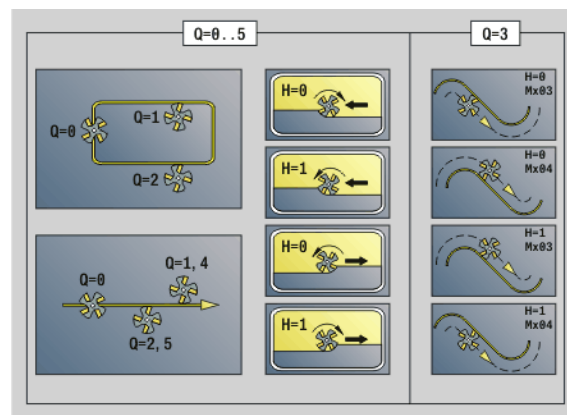 Q=0..5
Q=3
Q=0
Q=1
Q=2
Q=0
Q=1,4
Q=2,5
H=0
H=1
H=0
H=1
H=0
Mx03
H=0
Mx04
H=1
Mx03
H=1
Mx04